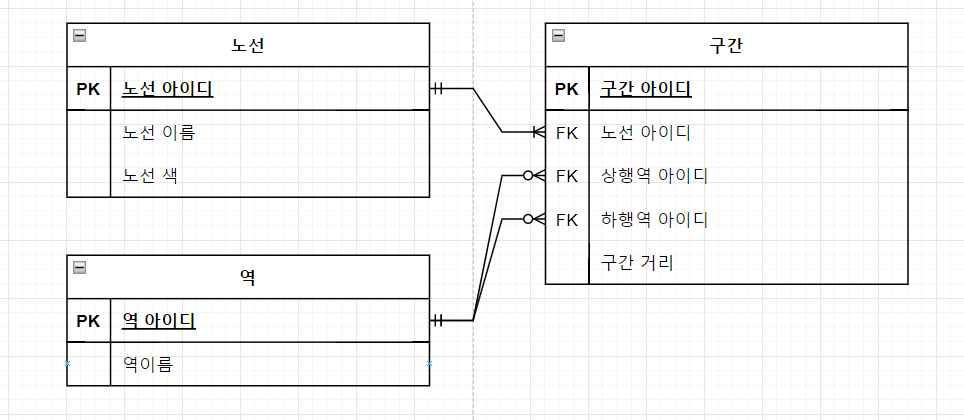 노선
PK 노선 아이디
노선 이름
노선 색
구간
PK 구간 아이디
FK 노선 아이디
FK 상행역 아이디
FK 하행역 아이디
구간 거리
역
PK 역 아이디
역이름